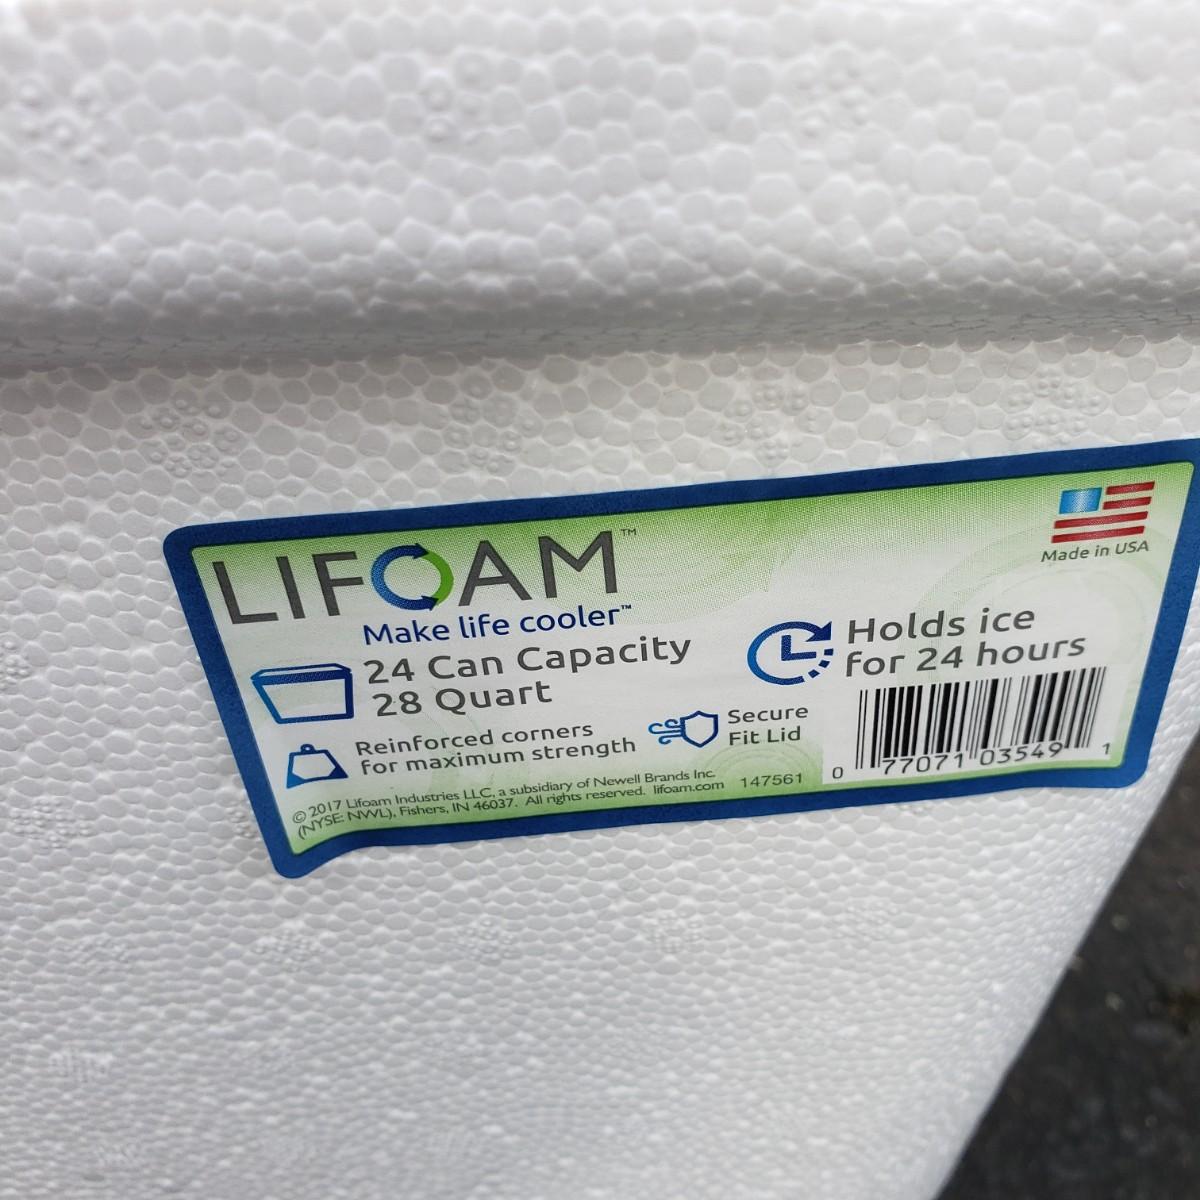 LIFOAM™
Make life cooler™
Made in USA
24 Can Capacity
28 Quart
Holds ice
for 24 hours
Reinforced corners
for maximum strength
Secure
Fit Lid
© 2017 Lifoam Industries LLC, a subsidiary of Newell Brands Inc.
(NYSE: NWL), Fishers, IN 46037. All rights reserved. lifoam.com
147561
0 77071 03549 1